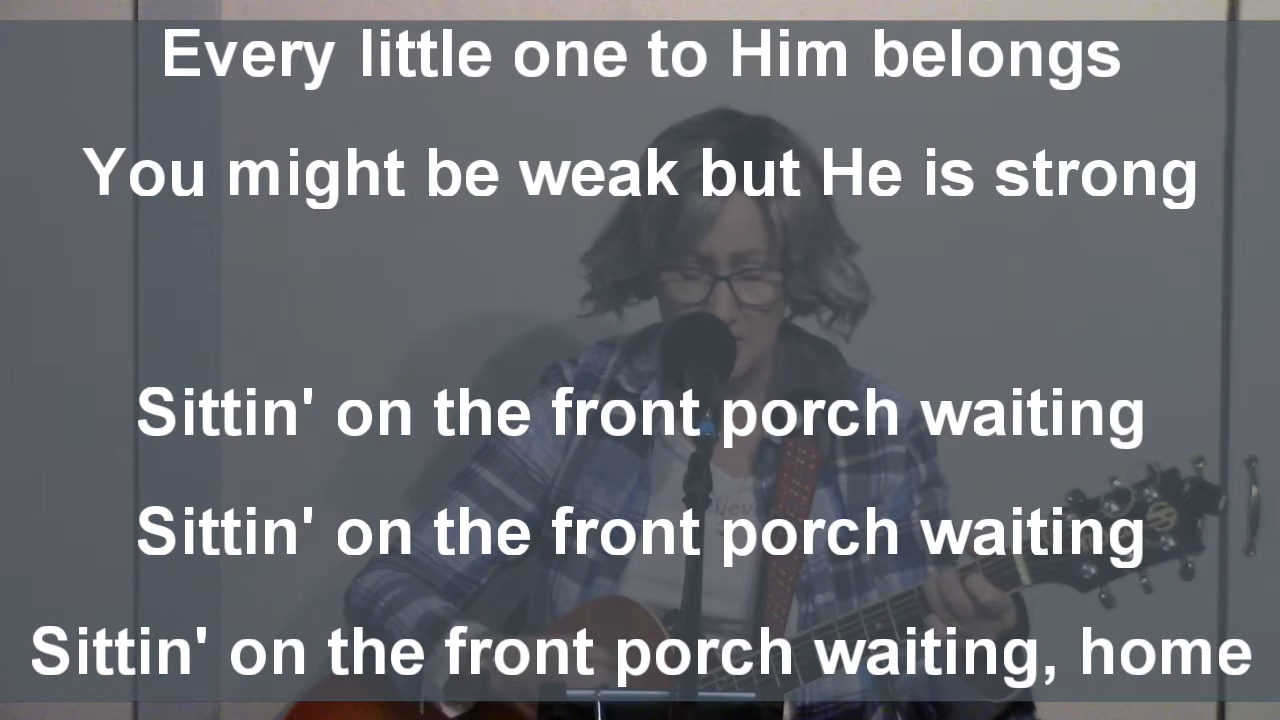 Every little one to Him belongs
You might be weak but He is strong
Sittin' on the front porch waiting
Sittin' on the front porch waiting
Sittin' on the front porch waiting, home